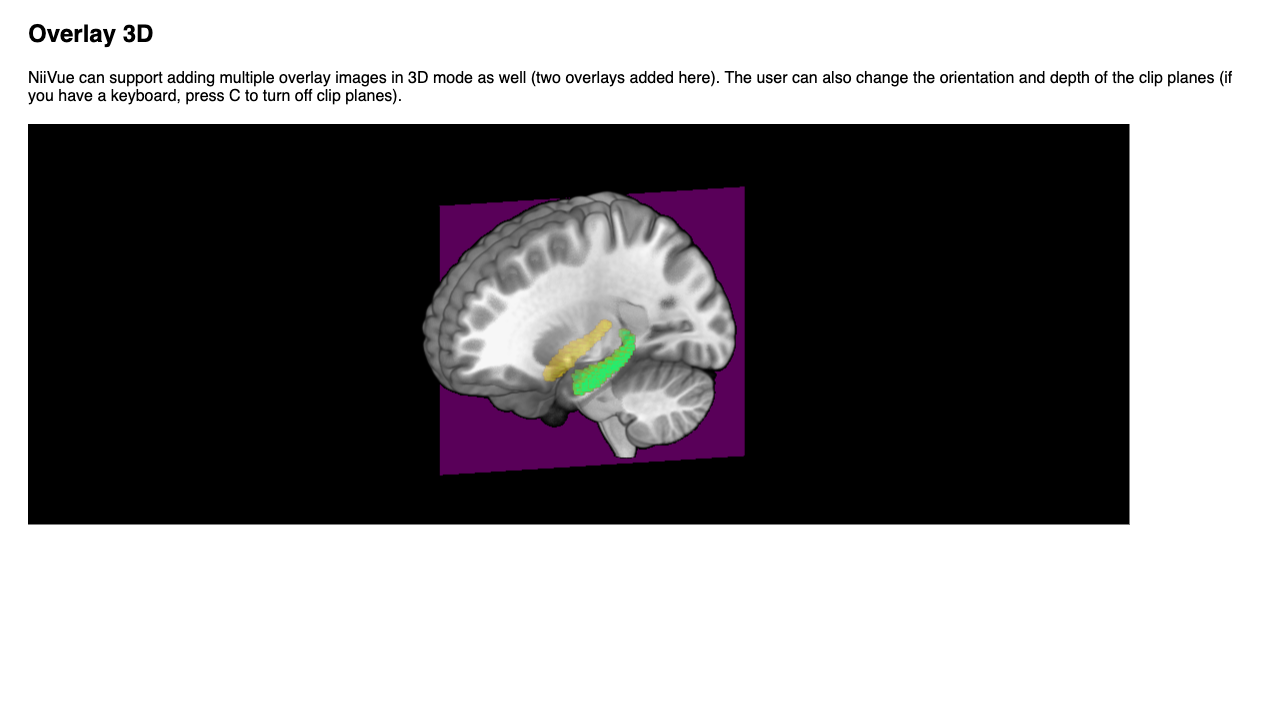 Overlay 3D
NiiVue can support adding multiple overlay images in 3D mode as well (two overlays added here). The user can also change the orientation and depth of the clip planes (if
you have a keyboard, press C to turn off clip planes).